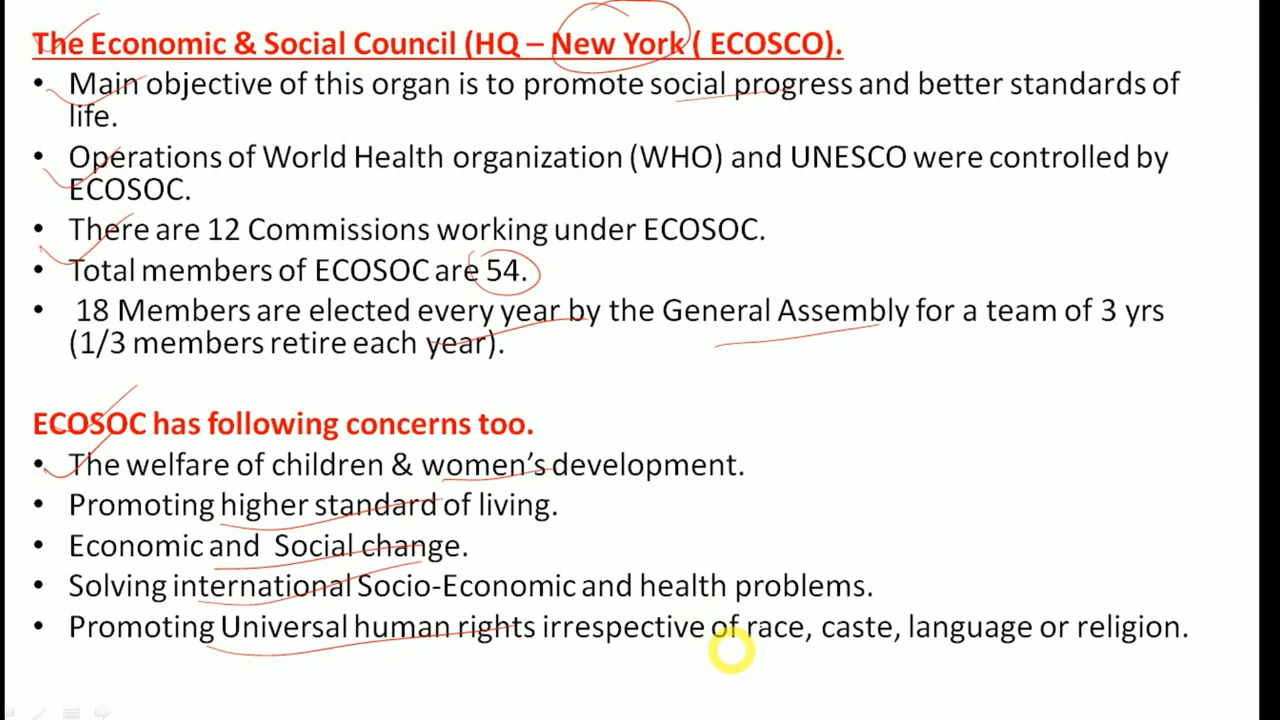 The Economic & Social Council (HQ – New York ( ECOSCO).
• Main objective of this organ is to promote social progress and better standards of
life.
• Operations of World Health organization (WHO) and UNESCO were controlled by
ECOSOC.
• There are 12 Commissions working under ECOSOC.
• Total members of ECOSOC are 54.
• 18 Members are elected every year by the General Assembly for a team of 3 yrs
(1/3 members retire each year).
ECOSOC has following concerns too.
• The welfare of children & women’s development.
• Promoting higher standard of living.
• Economic and Social change.
• Solving international Socio-Economic and health problems.
• Promoting Universal human rights irrespective of race, caste, language or religion.